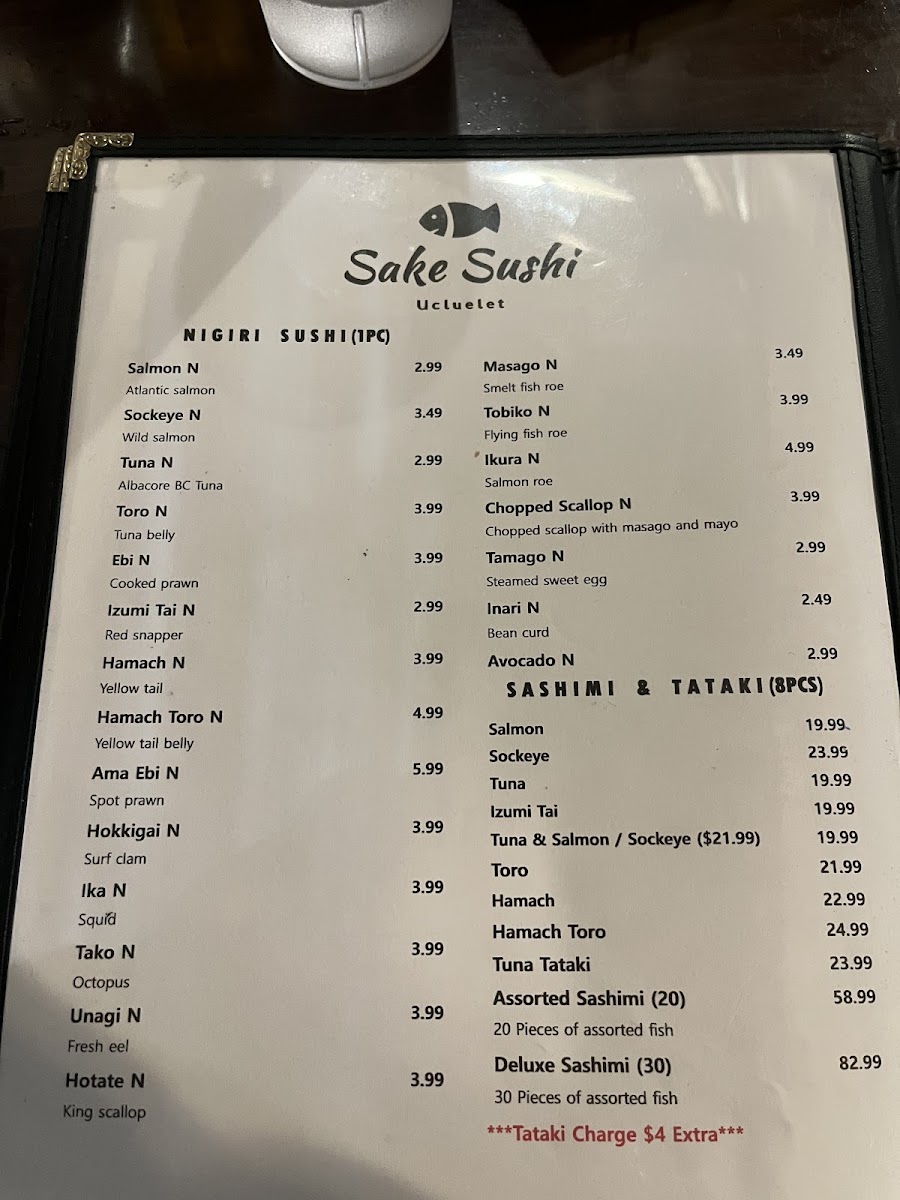 Sake Sushi
Ucluelet
NIGIRI SUSHI(1PC)
Salmon N 2.99
Atlantic salmon
Sockeye N 3.49
Wild salmon
Tuna N 2.99
Albacore BC Tuna
Toro N 3.99
Tuna belly
Ebi N 3.99
Cooked prawn
Izumi Tai N 2.99
Red snapper
Hamach N 3.99
Yellow tail
Hamach Toro N 4.99
Yellow tail belly
Ama Ebi N 5.99
Spot prawn
Hokkigai N 3.99
Surf clam
Ika N 3.99
Squid
Tako N 3.99
Octopus
Unagi N 3.99
Fresh eel
Hotate N 3.99
King scallop
Masago N 3.49
Smelt fish roe
Tobiko N 3.99
Flying fish roe
Ikura N 4.99
Salmon roe
Chopped Scallop N 3.99
Chopped scallop with masago and mayo
Tamago N 2.99
Steamed sweet egg
Inari N 2.49
Bean curd
Avocado N 2.99
SASHIMI & TATAKI(8PCS)
Salmon 19.99
Sockeye 23.99
Tuna 19.99
Izumi Tai 19.99
Tuna & Salmon / Sockeye ($21.99) 19.99
Toro 21.99
Hamach 22.99
Hamach Toro 24.99
Tuna Tataki 23.99
Assorted Sashimi (20) 58.99
20 Pieces of assorted fish
Deluxe Sashimi (30) 82.99
30 Pieces of assorted fish
***Tataki Charge $4 Extra***